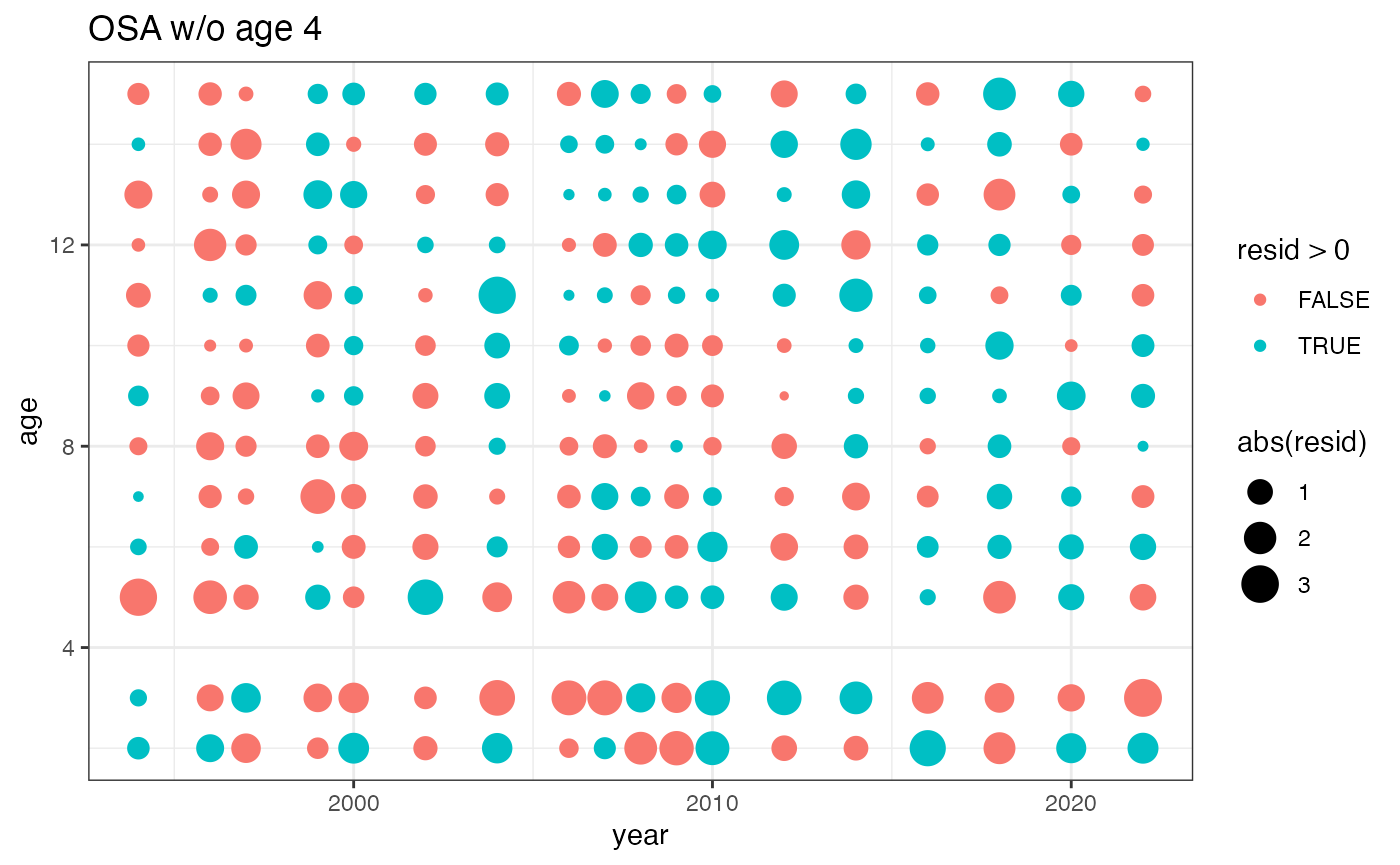 OSA w/o age 4
age
12
8
4
2000
2010
2020
year
resid > 0
FALSE
TRUE
abs(resid)
1
2
3